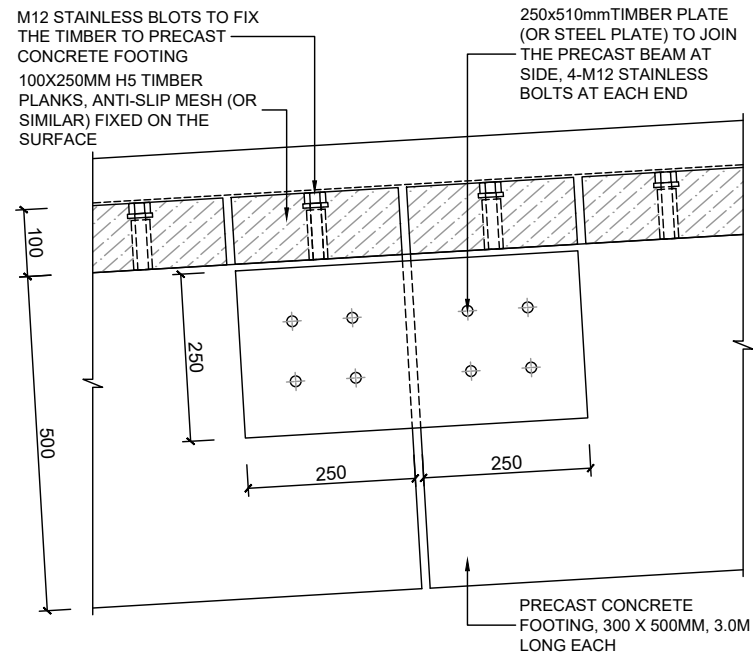 M12 STAINLESS BLOTS TO FIX
THE TIMBER TO PRECAST
CONCRETE FOOTING
100X250MM H5 TIMBER
PLANKS, ANTI-SLIP MESH (OR
SIMILAR) FIXED ON THE
SURFACE
250x510mmTIMBER PLATE
(OR STEEL PLATE) TO JOIN
THE PRECAST BEAM AT
SIDE, 4-M12 STAINLESS
BOLTS AT EACH END
100
250
500
250
250
PRECAST CONCRETE
FOOTING, 300 X 500MM, 3.0M
LONG EACH